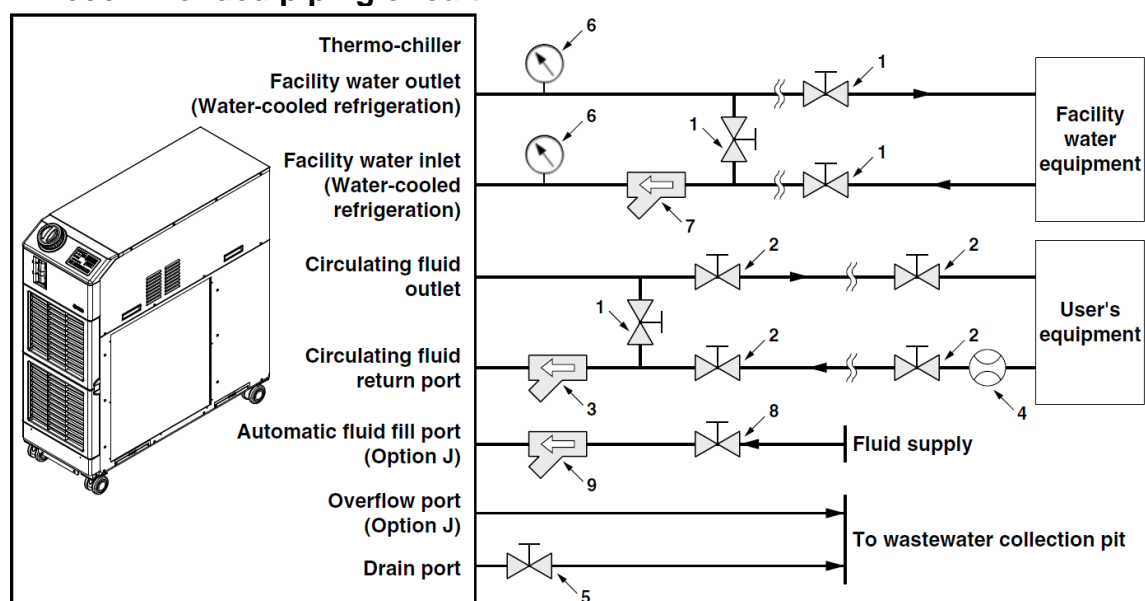 Thermo-chiller
Facility water outlet
(Water-cooled refrigeration)
Facility water inlet
(Water-cooled
refrigeration)
Circulating fluid
outlet
Circulating fluid
return port
Automatic fluid fill port
(Option J)
Overflow port
(Option J)
Drain port
6
1
6
1
1
7
Facility
water
equipment
2
2
1
2
2
3
4
User's
equipment
8
9
Fluid supply
To wastewater collection pit
5